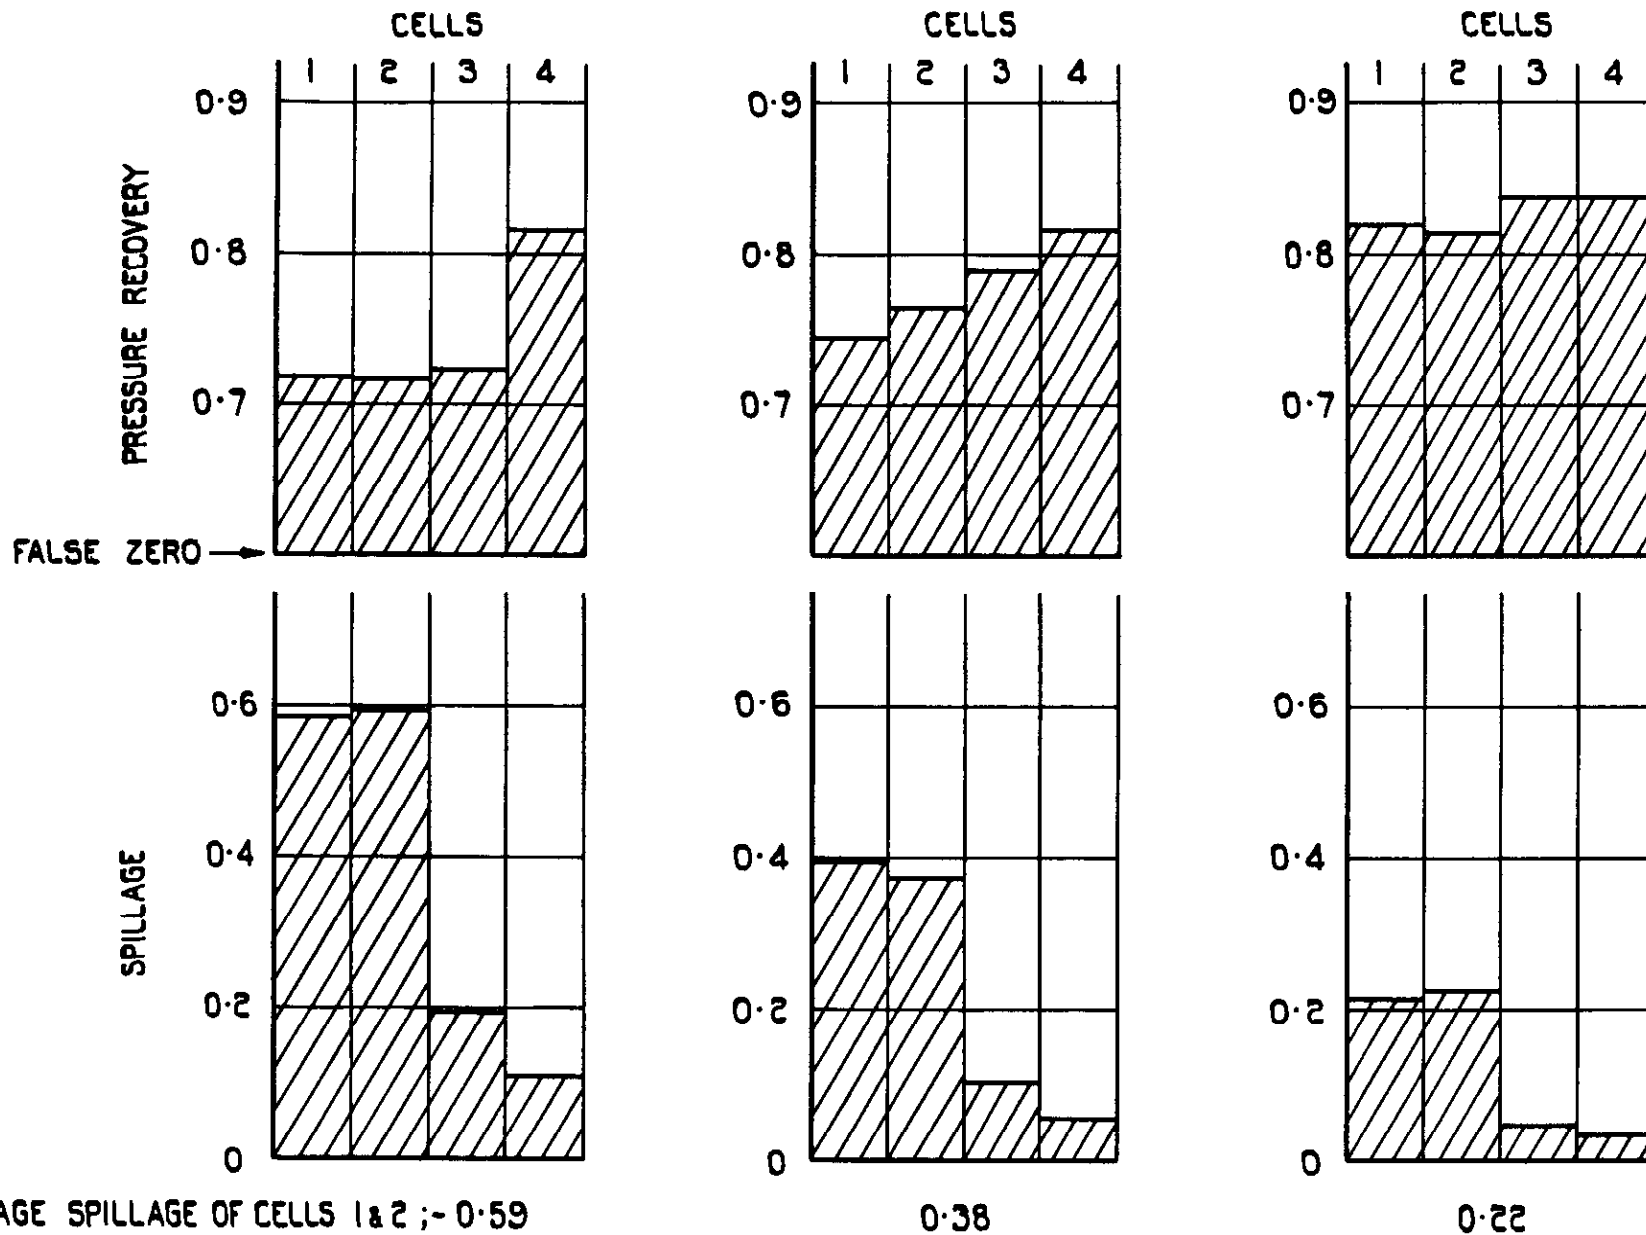 CELLS CELLS CELLS
1 2 3 4 1 2 3 4 1 2 3 4
0·9 0·9 0·9
PRESSURE RECOVERY
0·8 0·8 0·8
0·7 0·7 0·7
FALSE ZERO
0·6 0·6 0·6
0·4 0·4 0·4
SPILLAGE
0·2 0·2 0·2
0 0 0
AGE SPILLAGE OF CELLS 1 & 2 ;- 0·59 0·38 0·22